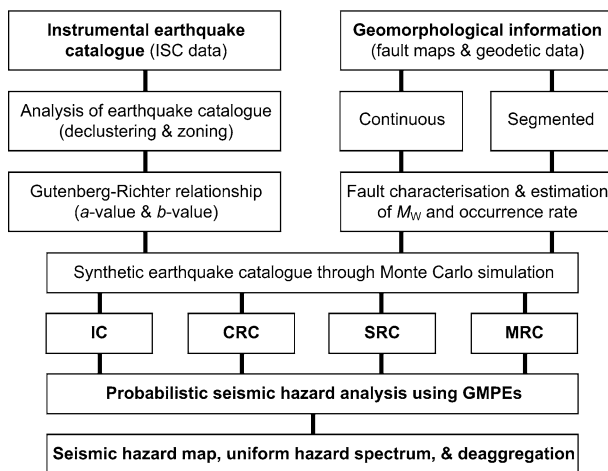 Instrumental earthquake
catalogue (ISC data)
Geomorphological information
(fault maps & geodetic data)
Analysis of earthquake catalogue
(declustering & zoning)
Continuous
Segmented
Gutenberg-Richter relationship
(a-value & b-value)
Fault characterisation & estimation
of MW and occurrence rate
Synthetic earthquake catalogue through Monte Carlo simulation
IC
CRC
SRC
MRC
Probabilistic seismic hazard analysis using GMPEs
Seismic hazard map, uniform hazard spectrum, & deaggregation